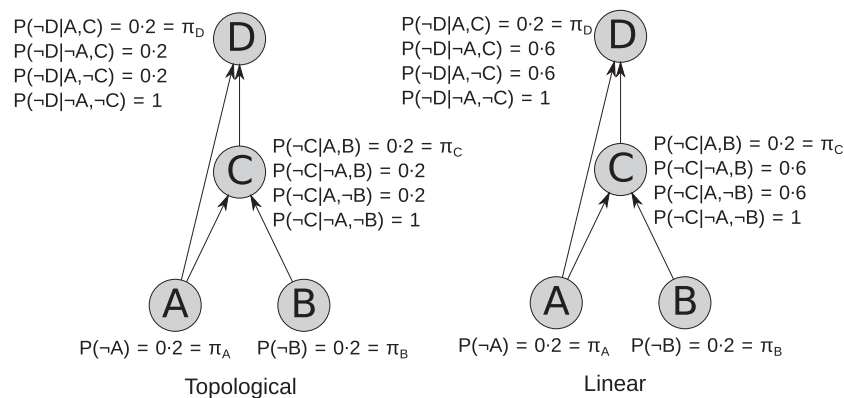 P(¬D|A,C) = 0·2 = π_D
P(¬D|¬A,C) = 0·2
P(¬D|A,¬C) = 0·2
P(¬D|¬A,¬C) = 1
D
P(¬C|A,B) = 0·2 = π_C
P(¬C|¬A,B) = 0·2
P(¬C|A,¬B) = 0·2
P(¬C|¬A,¬B) = 1
C
A
B
P(¬A) = 0·2 = π_A
P(¬B) = 0·2 = π_B
Topological
P(¬D|A,C) = 0·2 = π_D
P(¬D|¬A,C) = 0·6
P(¬D|A,¬C) = 0·6
P(¬D|¬A,¬C) = 1
D
P(¬C|A,B) = 0·2 = π_C
P(¬C|¬A,B) = 0·6
P(¬C|A,¬B) = 0·6
P(¬C|¬A,¬B) = 1
C
A
B
P(¬A) = 0·2 = π_A
P(¬B) = 0·2 = π_B
Linear